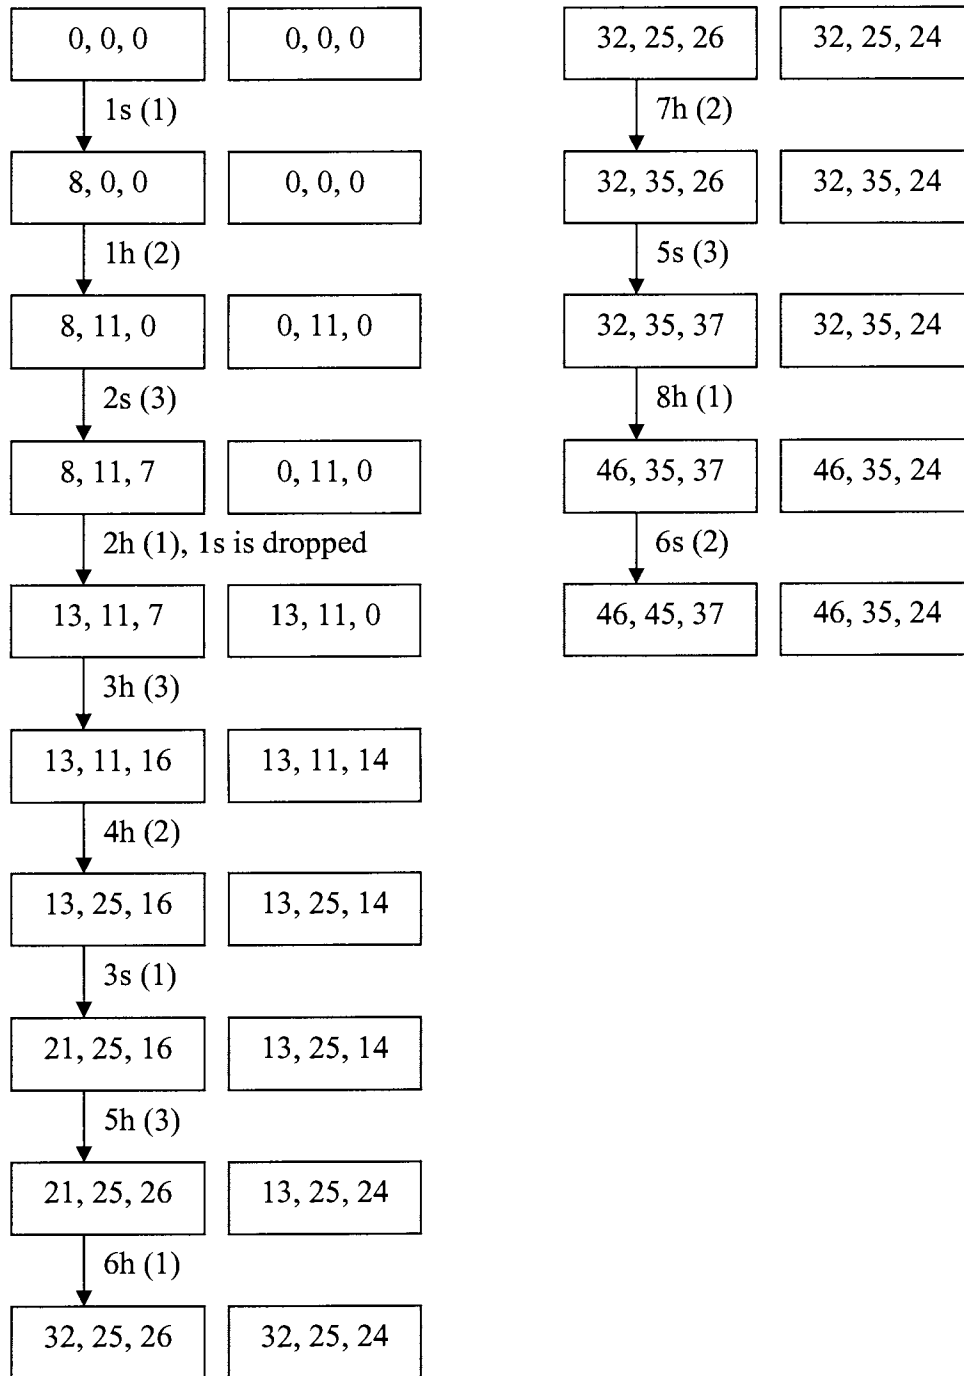 0, 0, 0 0, 0, 0
1s (1)
8, 0, 0 0, 0, 0
1h (2)
8, 11, 0 0, 11, 0
2s (3)
8, 11, 7 0, 11, 0
2h (1), 1s is dropped
13, 11, 7 13, 11, 0
3h (3)
13, 11, 16 13, 11, 14
4h (2)
13, 25, 16 13, 25, 14
3s (1)
21, 25, 16 13, 25, 14
5h (3)
21, 25, 26 13, 25, 24
6h (1)
32, 25, 26 32, 25, 24
32, 25, 26 32, 25, 24
7h (2)
32, 35, 26 32, 35, 24
5s (3)
32, 35, 37 32, 35, 24
8h (1)
46, 35, 37 46, 35, 24
6s (2)
46, 45, 37 46, 35, 24